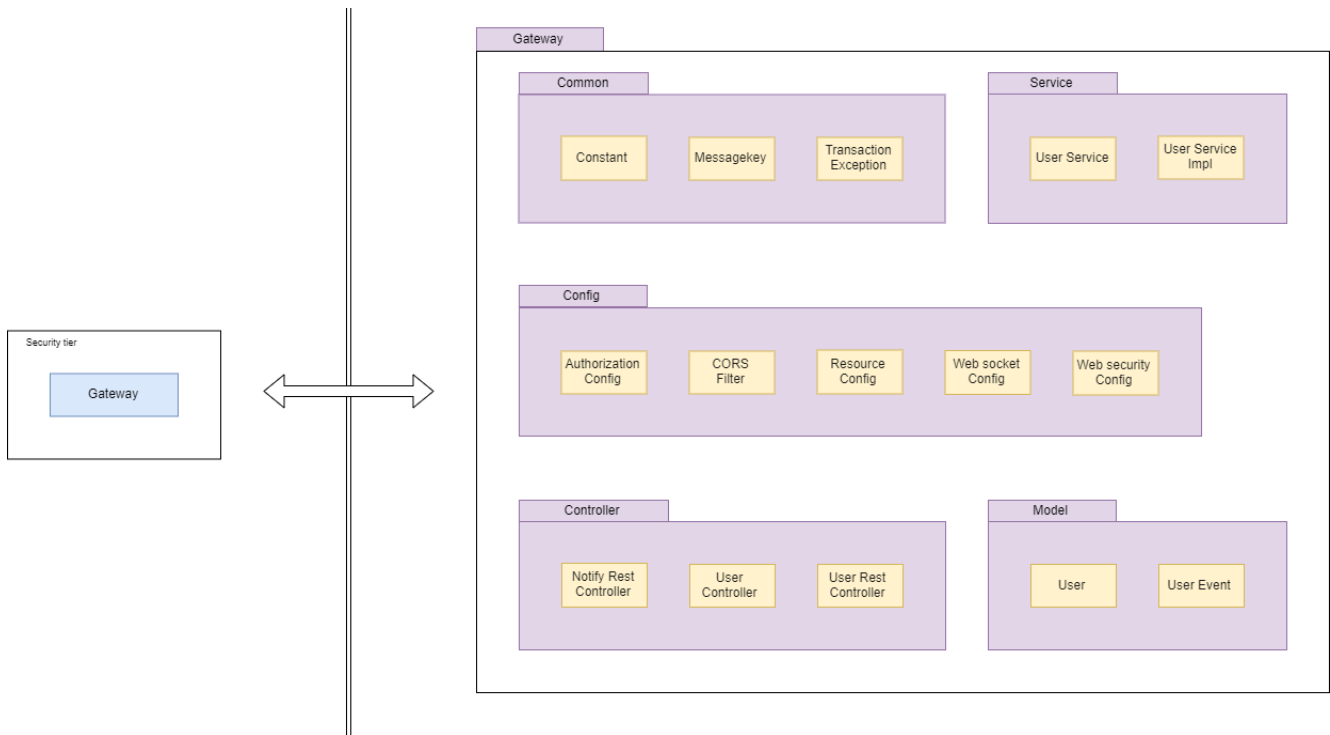 Gateway
Common
Service
Constant
Messagekey
Transaction
Exception
User Service
User Service
Impl
Config
Security tier
Gateway
Authorization
Config
CORS
Filter
Resource
Config
Web socket
Config
Web security
Config
Controller
Model
Notify Rest
Controller
User
Controller
User Rest
Controller
User
User Event